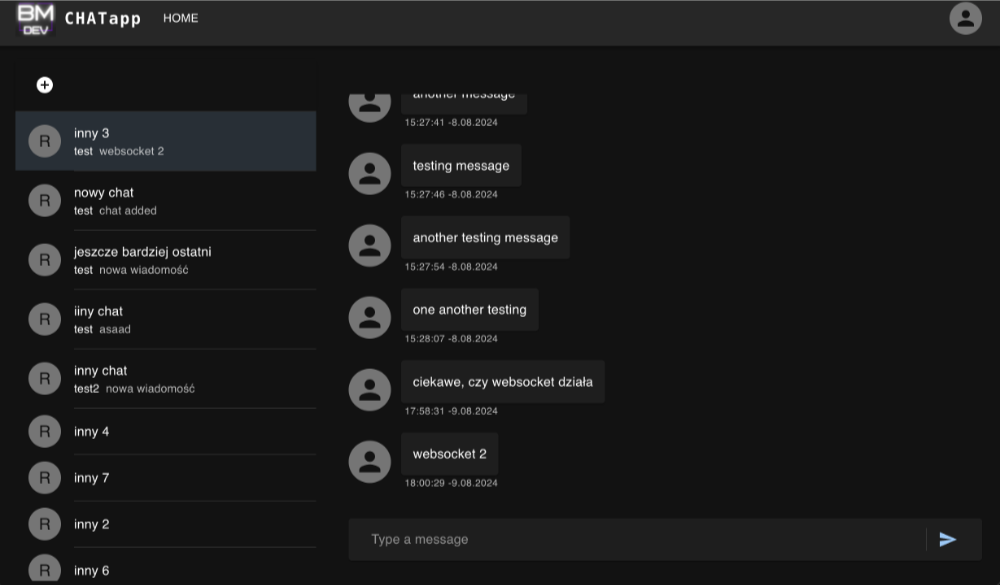 BM
DEV
CHATapp
HOME
R
inny 3
test websocket 2
R
nowy chat
test chat added
R
jeszcze bardziej ostatni
test nowa wiadomość
R
iiny chat
test asaad
R
inny chat
test2 nowa wiadomość
R
inny 4
R
inny 7
R
inny 2
R
inny 6
another message
15:27:41 -8.08.2024
testing message
15:27:46 -8.08.2024
another testing message
15:27:54 -8.08.2024
one another testing
15:28:07 -8.08.2024
ciekawe, czy websocket działa
17:58:31 -9.08.2024
websocket 2
18:00:29 -9.08.2024
Type a message